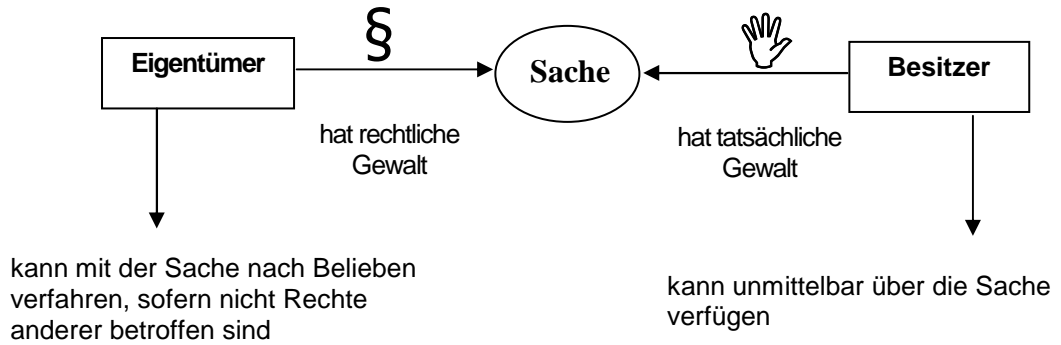 §
Eigentümer
Sache
Besitzer
hat rechtliche
Gewalt
hat tatsächliche
Gewalt
kann mit der Sache nach Belieben
verfahren, sofern nicht Rechte
anderer betroffen sind
kann unmittelbar über die Sache
verfügen